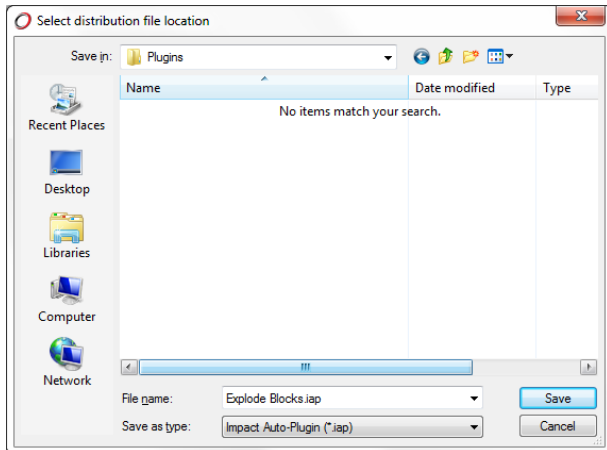 Select distribution file location
Save in: Plugins
Name Date modified Type
No items match your search.
Recent Places
Desktop
Libraries
Computer
Network
File name: Explode Blocks.iap Save
Save as type: Impact Auto-Plugin (*.iap) Cancel